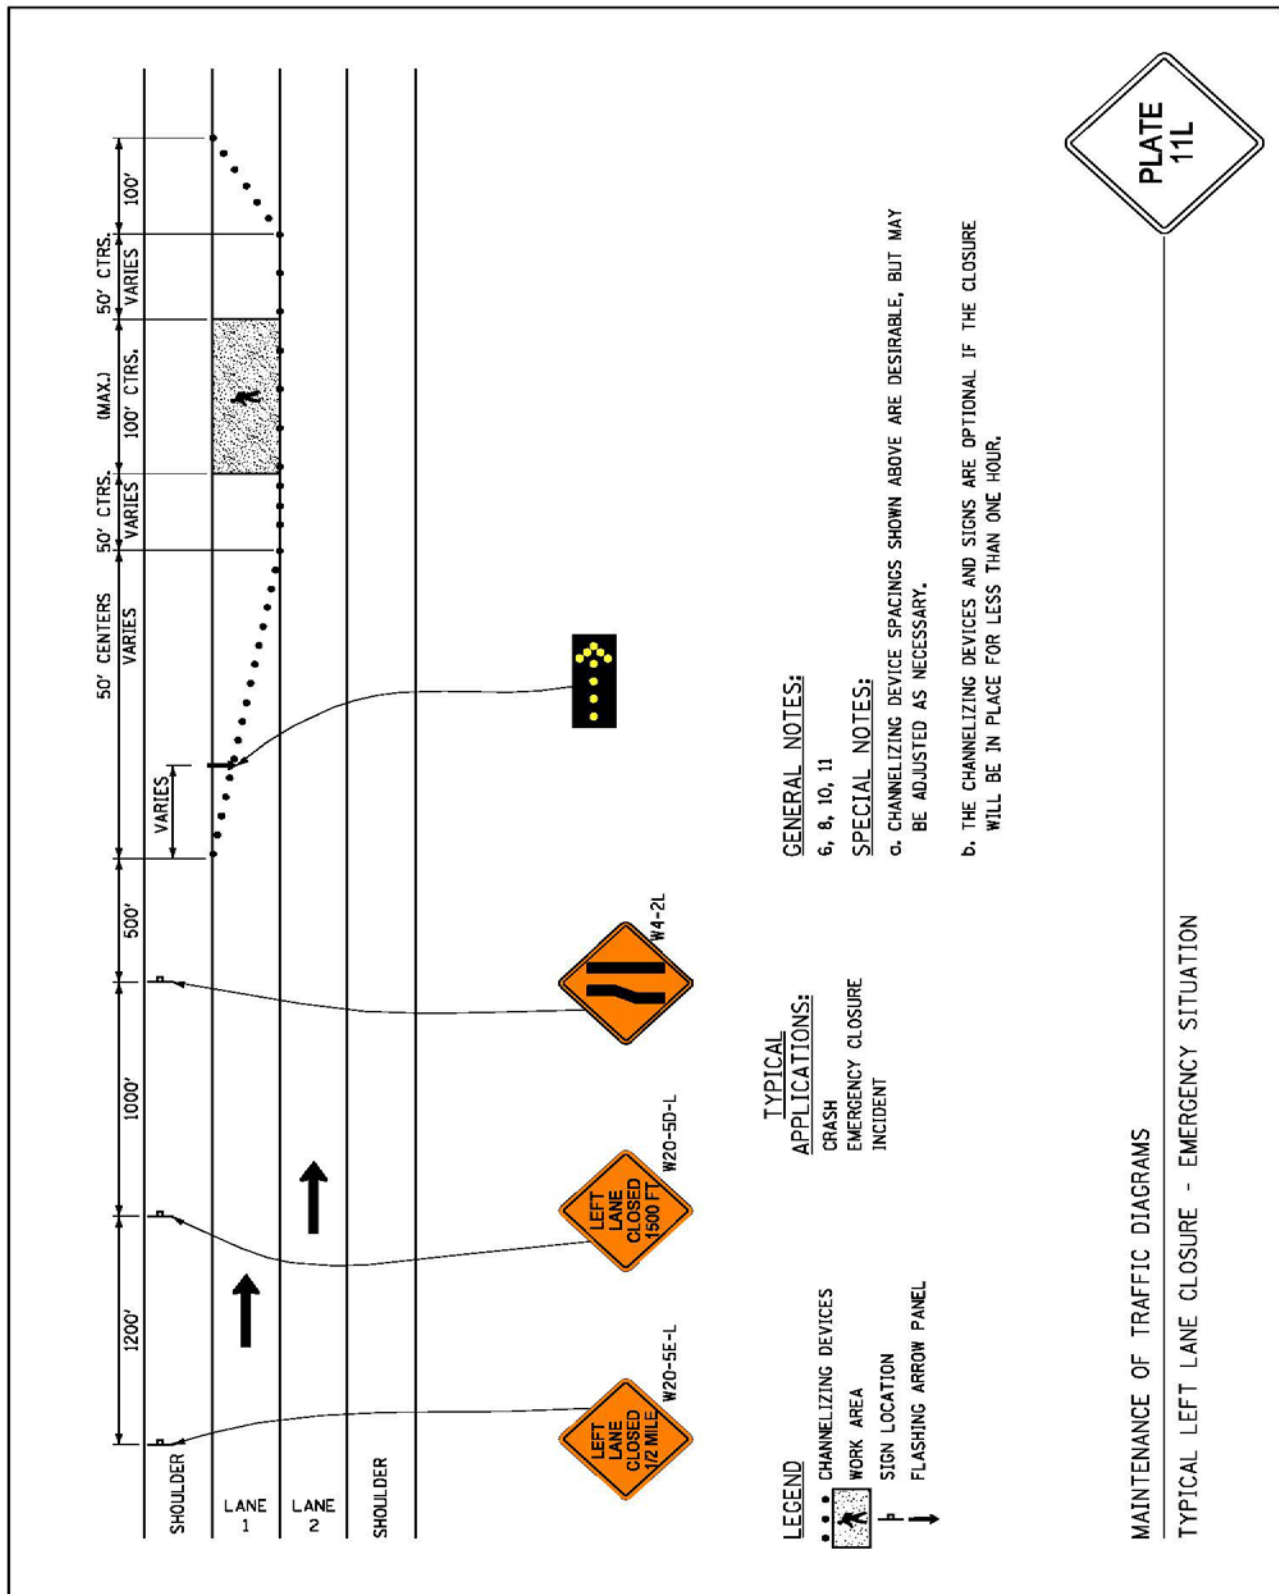 50' CENTERS
50' CTRS.
(MAX.)
50' CTRS.
1200'
1000'
500'
VARIES
VARIES
100' CTRS.
VARIES
100'
VARIES
SHOULDER
LANE
1
LANE
2
SHOULDER
LEFT
LANE
CLOSED
1/2 MILE
W20-5E-L
LEFT
LANE
CLOSED
1500 FT
W20-5D-L
W4-2L
LEGEND
CHANNELIZING DEVICES
WORK AREA
SIGN LOCATION
FLASHING ARROW PANEL
TYPICAL
APPLICATIONS:
CRASH
EMERGENCY CLOSURE
INCIDENT
GENERAL NOTES:
6, 8, 10, 11
SPECIAL NOTES:
a. CHANNELIZING DEVICE SPACINGS SHOWN ABOVE ARE DESIRABLE, BUT MAY
BE ADJUSTED AS NECESSARY.
b. THE CHANNELIZING DEVICES AND SIGNS ARE OPTIONAL IF THE CLOSURE
WILL BE IN PLACE FOR LESS THAN ONE HOUR.
MAINTENANCE OF TRAFFIC DIAGRAMS
TYPICAL LEFT LANE CLOSURE - EMERGENCY SITUATION
PLATE
11L